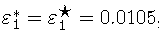 ε₁* = ε₁★ = 0.0105.